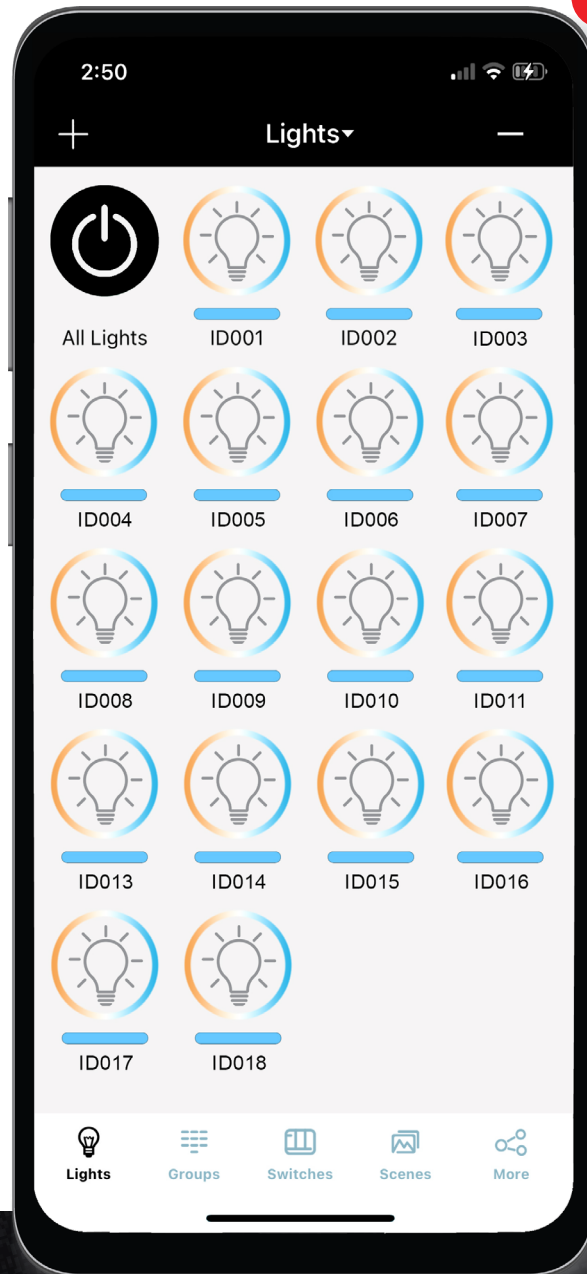 2:50
Lights
All Lights ID001 ID002 ID003
ID004 ID005 ID006 ID007
ID008 ID009 ID010 ID011
ID013 ID014 ID015 ID016
ID017 ID018
Lights Groups Switches Scenes More